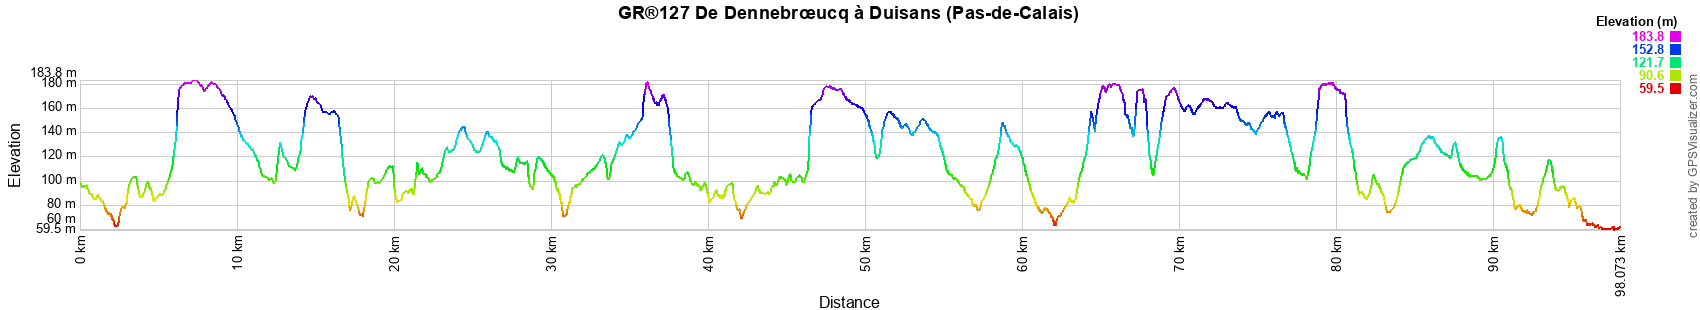 GR®127 De Dennebrœucq à Duisans (Pas-de-Calais)
Elevation (m)
183.8
152.8
121.7
90.6
59.5
183.8 m
180 m
160 m
140 m
120 m
100 m
80 m
60 m
59.5 m
Elevation
0 km
10 km
20 km
30 km
40 km
50 km
60 km
70 km
80 km
90 km
98.073 km
Distance
created by GPSVisualizer.com